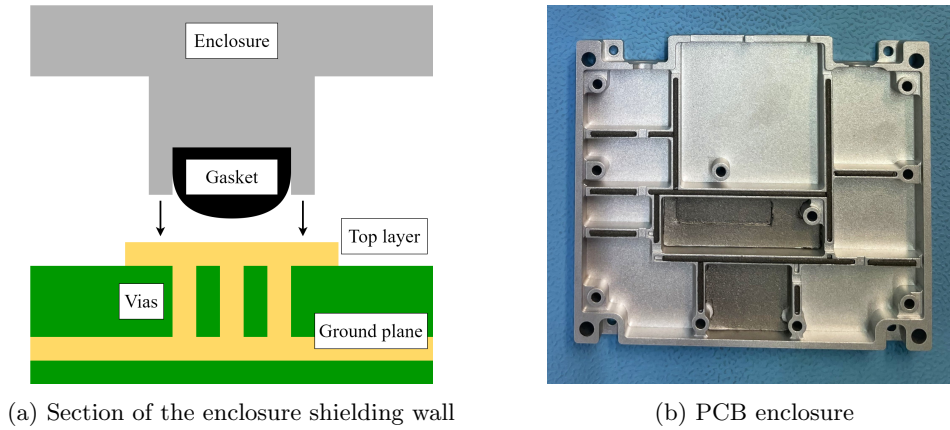 Enclosure
Gasket
Top layer
Vias
Ground plane
(a) Section of the enclosure shielding wall
(b) PCB enclosure